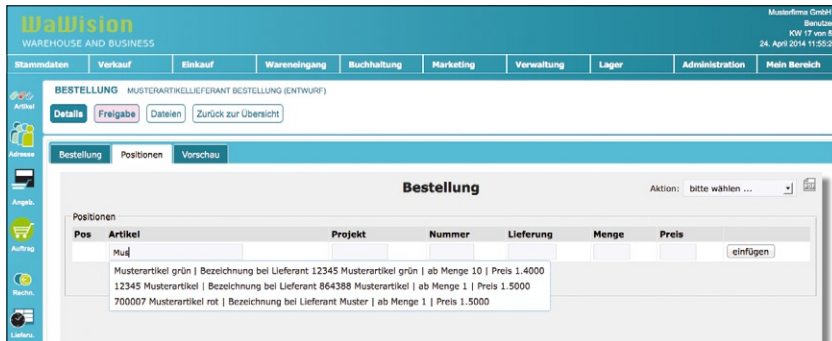 WaWision
WAREHOUSE AND BUSINESS
Musterfirma GmbH
Benutze
KW 17 von 5
24. April 2014 11:55:2
Stammdaten Verkauf Einkauf Wareneingang Buchhaltung Marketing Verwaltung Lager Administration Mein Bereich
Artikel
Adresse
Angeb.
Auftrag
Rechn.
Lieferu.
BESTELLUNG MUSTERARTIKELLIEFERANT BESTELLUNG (ENTWURF)
Details Freigabe Dateien Zurück zur Übersicht
Bestellung Positionen Vorschau
Bestellung
Aktion: bitte wählen ...
Positionen
Pos Artikel Projekt Nummer Lieferung Menge Preis
Mus einfügen
Musterartikel grün | Bezeichnung bei Lieferant 12345 Musterartikel grün | ab Menge 10 | Preis 1.4000
12345 Musterartikel | Bezeichnung bei Lieferant 864388 Musterartikel | ab Menge 1 | Preis 1.5000
700007 Musterartikel rot | Bezeichnung bei Lieferant Muster | ab Menge 1 | Preis 1.5000